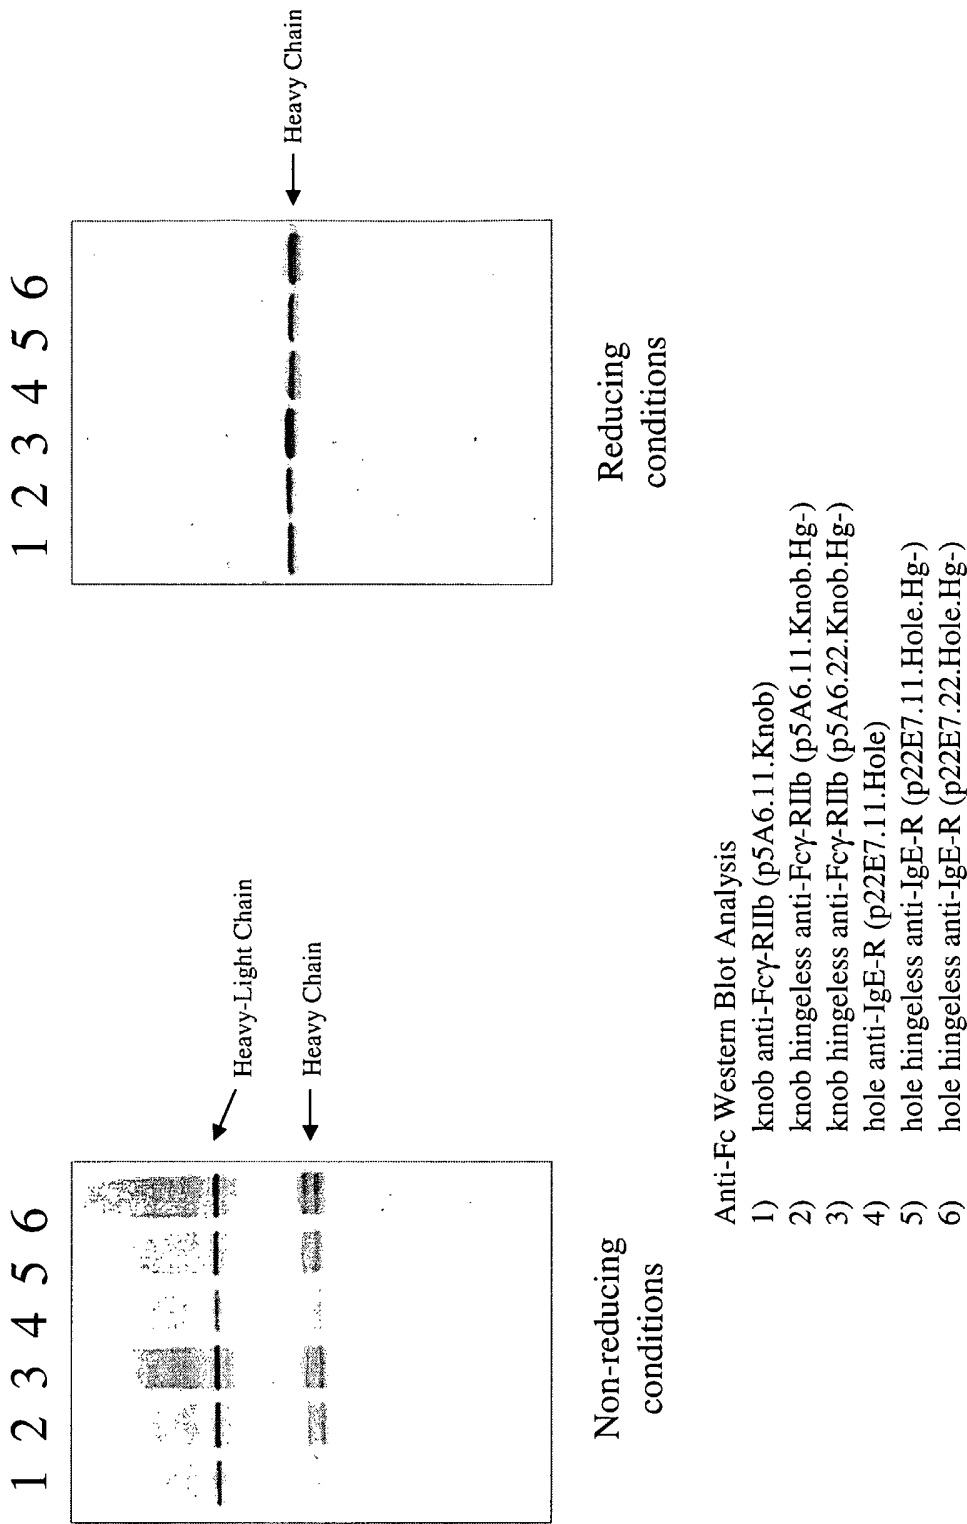 1 2 3 4 5 6
Heavy-Light Chain
Heavy Chain
Non-reducing
conditions
1 2 3 4 5 6
Heavy Chain
Reducing
conditions
Anti-Fc Western Blot Analysis
1) knob anti-Fcγ-RIIb (p5A6.11.Knob)
2) knob hingeless anti-Fcγ-RIIb (p5A6.11.Knob.Hg-)
3) knob hingeless anti-Fcγ-RIIb (p5A6.22.Knob.Hg-)
4) hole anti-IgE-R (p22E7.11.Hole)
5) hole hingeless anti-IgE-R (p22E7.11.Hole.Hg-)
6) hole hingeless anti-IgE-R (p22E7.22.Hole.Hg-)